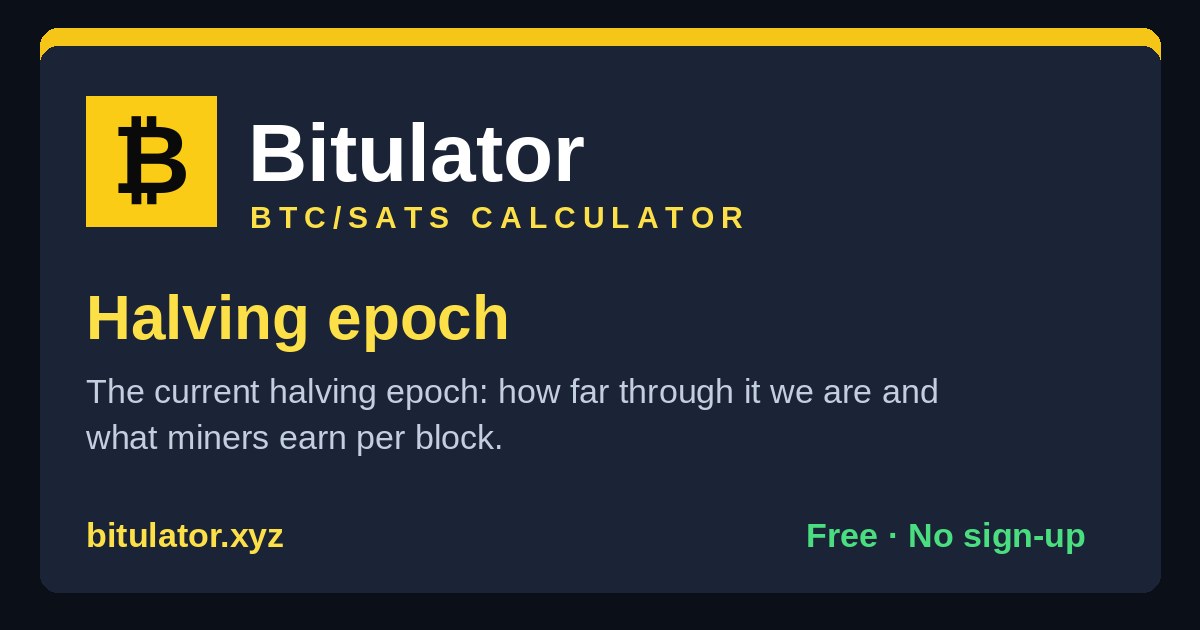 ₿
Bitulator
BTC/SATS CALCULATOR
Halving epoch
The current halving epoch: how far through it we are and
what miners earn per block.
bitulator.xyz
Free · No sign-up